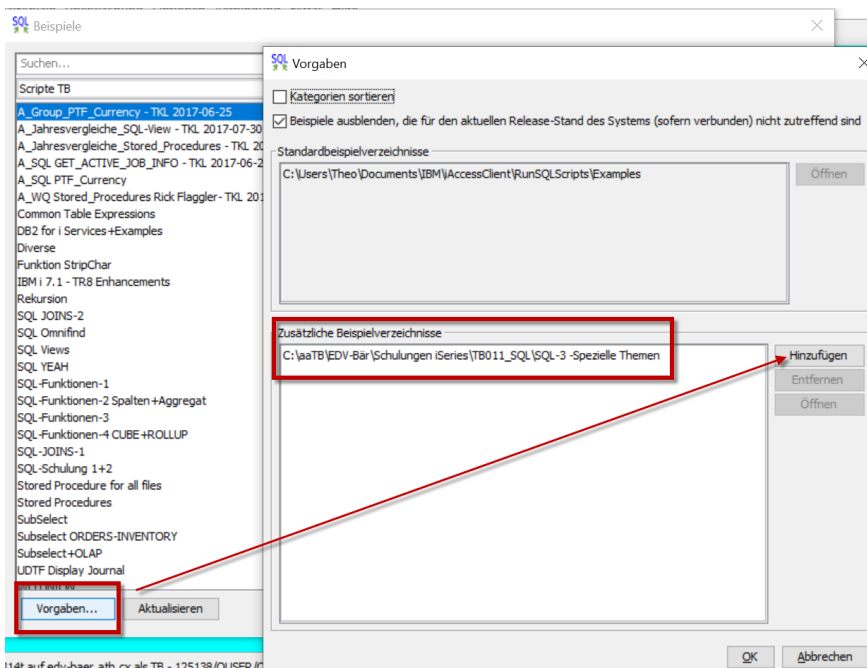 SQL Beispiele
Suchen...
Scripte TB
A_Group_PTF_Currency - TKL 2017-06-25
A_Jahresvergleiche_SQL-View - TKL 2017-07-30
A_Jahresvergleiche_Stored_Procedures - TKL 20
A_SQL GET_ACTIVE_JOB_INFO - TKL 2017-06-2
A_SQL PTF_Currency
A_WQ Stored_Procedures Rick Flaggler- TKL 201
Common Table Expressions
DB2 for i Services+Examples
Diverse
Funktion StripChar
IBM i 7.1 - TR8 Enhancements
Rekursion
SQL JOINS-2
SQL Omnifind
SQL Views
SQL YEAH
SQL-Funktionen-1
SQL-Funktionen-2 Spalten+Aggregat
SQL-Funktionen-3
SQL-Funktionen-4 CUBE+ROLLUP
SQL-JOINS-1
SQL-Schulung 1+2
Stored Procedure for all files
Stored Procedures
SubSelect
Subselect ORDERS-INVENTORY
Subselect+OLAP
UDTF Display Journal
Vorgaben...
Aktualisieren
SQL Vorgaben
Kategorien sortieren
Beispiele ausblenden, die für den aktuellen Release-Stand des Systems (sofern verbunden) nicht zutreffend sind
Standardbeispielverzeichnisse
C:\Users\Theo\Documents\IBM\iAccessClient\RunSQLScripts\Examples
Öffnen
Zusätzliche Beispielverzeichnisse
C:\aaTB\EDV-Bär\Schulungen iSeries\TB011_SQL\SQL-3 -Spezielle Themen
Hinzufügen
Entfernen
Öffnen
OK
Abbrechen